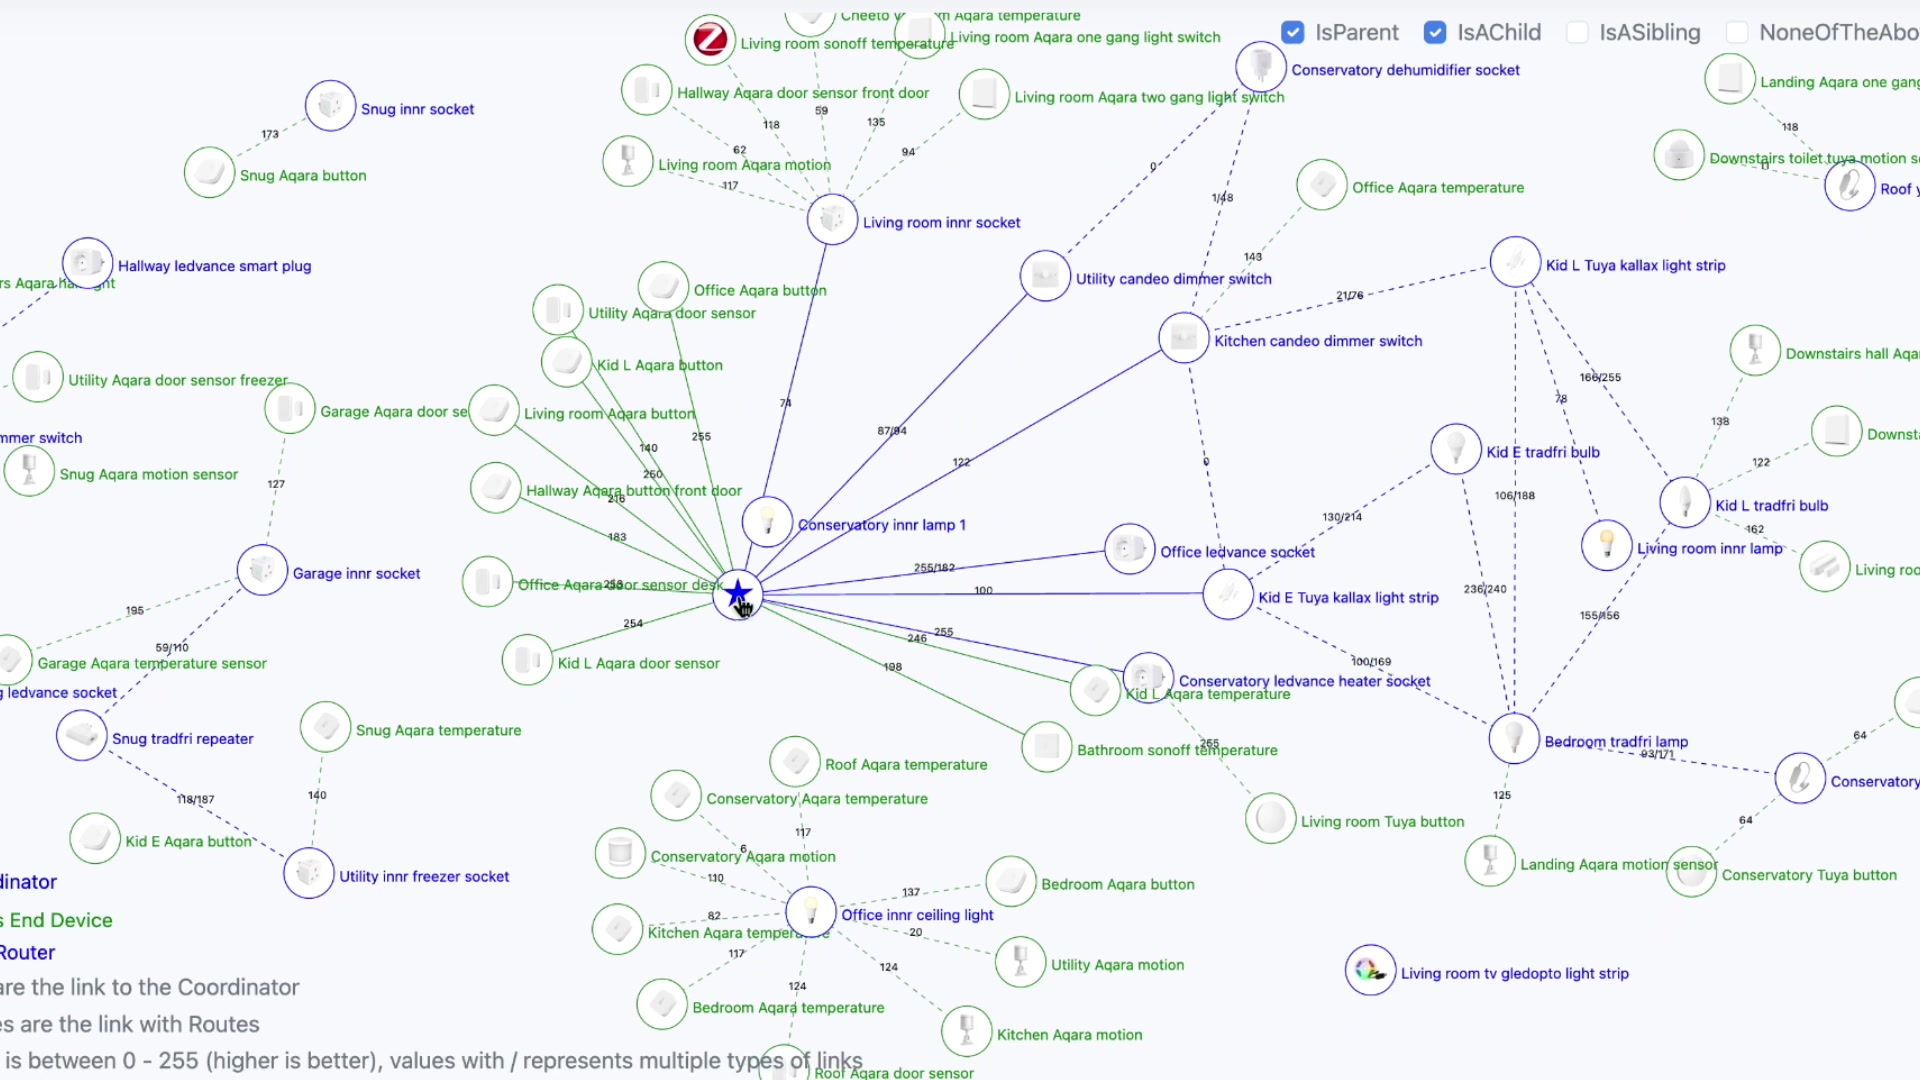 Cheeto v m Aqara temperature
IsParent
IsAChild
IsASibling
NoneOfTheAbo
Living room Aqara one gang light switch
Living room sonoff temperature
Conservatory dehumidifier socket
Landing Aqara one gang
Hallway Aqara door sensor front door
Living room Aqara two gang light switch
Snug innr socket
59
118
135
118
173
62
94
Downstairs toilet tuya motion s
11
Living room Aqara motion
0
Snug Aqara button
117
Office Aqara temperature
Roof y
1/48
Living room innr socket
143
Hallway ledvance smart plug
Kid L Tuya kallax light strip
rs Aqara hall light
Utility candeo dimmer switch
Office Aqara button
21/76
Utility Aqara door sensor
Kitchen candeo dimmer switch
Downstairs hall Aqa
Kid L Aqara button
166/255
Utility Aqara door sensor freezer
78
74
Garage Aqara door se
Living room Aqara button
138
87/94
Downsta
mmer switch
255
140
Kid E tradfri bulb
122
0
122
Snug Aqara motion sensor
250
127
Hallway Aqara button front door
216
106/188
Kid L tradfri bulb
130/214
Conservatory innr lamp 1
162
183
Living room innr lamp
Office ledvance socket
255/182
Garage innr socket
Living roo
Office Aqara door sensor desk
253
100
236/240
Kid E Tuya kallax light strip
195
155/156
254
255
246
59/110
Garage Aqara temperature sensor
Kid L Aqara door sensor
198
100/169
Conservatory ledvance heater socket
g ledvance socket
Kid L Aqara temperature
Snug tradfri repeater
Snug Aqara temperature
255
Bathroom sonoff temperature
Bedroom tradfri lamp
93/171
64
Roof Aqara temperature
Conservatory
118/187
140
Conservatory Aqara temperature
125
64
Living room Tuya button
117
Kid E Aqara button
6
Conservatory Aqara motion
Landing Aqara motion sensor
Conservatory Tuya button
Utility innr freezer socket
110
137
Bedroom Aqara button
dinator
82
Office innr ceiling light
s End Device
Kitchen Aqara temperature
20
Router
117
124
Utility Aqara motion
Living room tv gledopto light strip
are the link to the Coordinator
124
Bedroom Aqara temperature
es are the link with Routes
Kitchen Aqara motion
is between 0 - 255 (higher is better), values with / represents multiple types of links
Roof Aqara door sensor